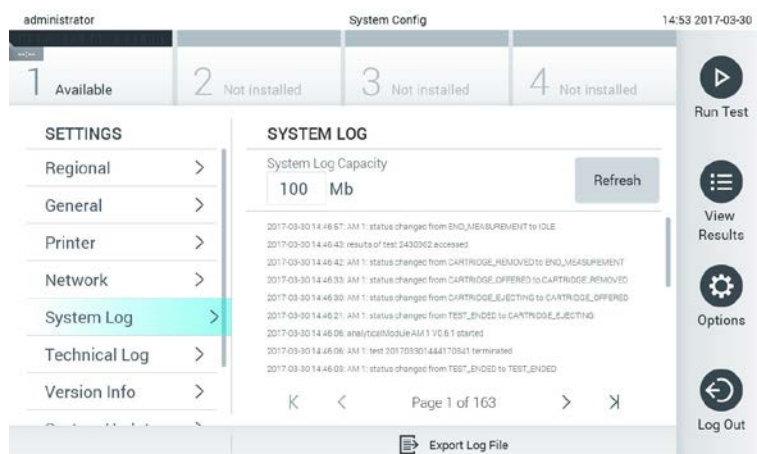 administrator System Config 14:53 2017-03-30
--:--
1 Available 2 Not installed 3 Not installed 4 Not installed
Run Test
SETTINGS
Regional
General
Printer
Network
System Log
Technical Log
Version Info
SYSTEM LOG
System Log Capacity
100 Mb
Refresh
2017-03-30 14:46:57: AM 1: status changed from END_MEASUREMENT to IDLE
2017-03-30 14:46:43: results of test 2430362 accessed
2017-03-30 14:46:42: AM 1: status changed from CARTRIDGE_REMOVED to END_MEASUREMENT
2017-03-30 14:46:33: AM 1: status changed from CARTRIDGE_OFFERED to CARTRIDGE_REMOVED
2017-03-30 14:46:30: AM 1: status changed from CARTRIDGE_EJECTING to CARTRIDGE_OFFERED
2017-03-30 14:46:21: AM 1: status changed from TEST_ENDED to CARTRIDGE_EJECTING
2017-03-30 14:46:06: analyticalModule AM 1 V0.6.1 started
2017-03-30 14:46:06: AM 1: test 201703301444170341 terminated
2017-03-30 14:46:03: AM 1: status changed from TEST_ENDED to TEST_ENDED
Page 1 of 163
Export Log File
View
Results
Options
Log Out